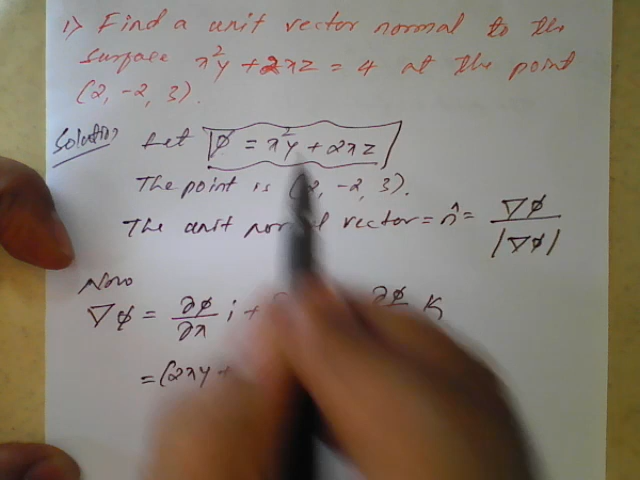 1) Find a unit vector normal to the
surface x²y + 2xz = 4 at the point
(2, -2, 3).
Solution Let ϕ = x²y + 2xz
The point is (2, -2, 3).
The unit vector = n̂ = ∇ϕ / |∇ϕ|
Now
∇ϕ = ∂ϕ/∂x i + ∂ϕ K
= (2xy +